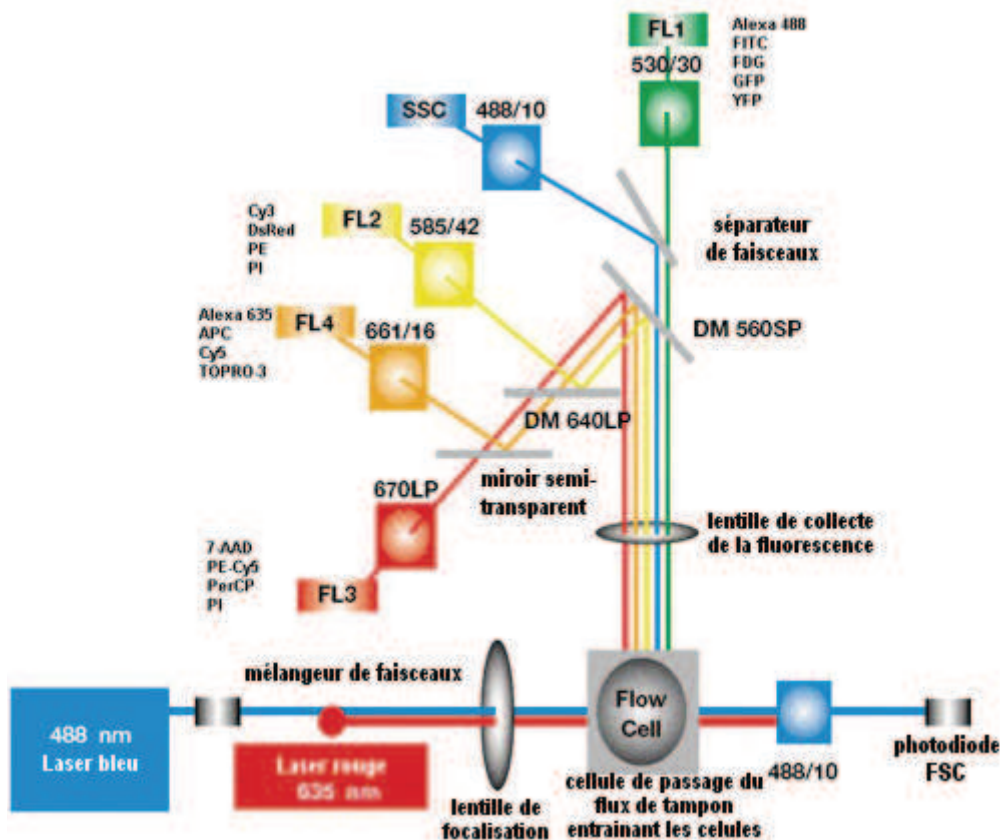 FL1
530/30
Alexa 488
FITC
FDG
GFP
YFP
SSC
488/10
séparateur
de faisceaux
Cy3
DsRed
PE
PI
FL2
585/42
DM 560SP
Alexa 635
APC
Cy5
TOPRO-3
FL4
661/16
DM 640LP
miroir semi-
transparent
670LP
lentille de collecte
de la fluorescence
7-AAD
PE-Cy5
PerCP
PI
FL3
mélangeur de faisceaux
488 nm
Laser bleu
Laser rouge
635 nm
lentille de
focalisation
Flow
Cell
cellule de passage du
flux de tampon
entrainant les celules
488/10
photodiode
FSC